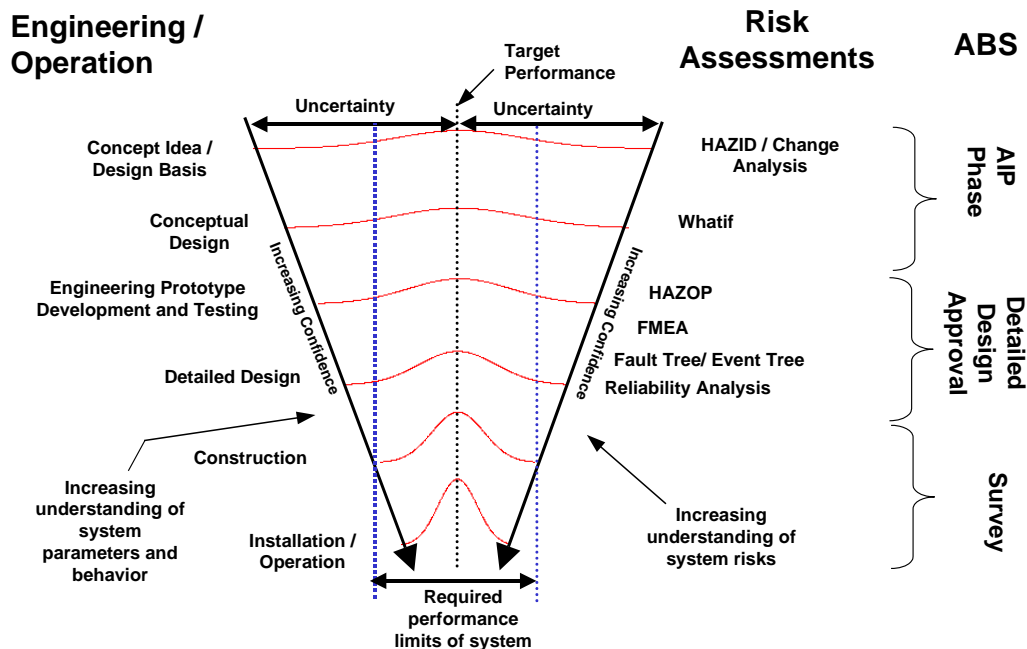 Engineering /
Operation
Risk
Assessments
ABS
Target
Performance
Uncertainty
Uncertainty
Concept Idea /
Design Basis
HAZID / Change
Analysis
AIP
Phase
Conceptual
Design
Whatif
Increasing Confidence
Increasing Confidence
Engineering Prototype
Development and Testing
HAZOP
FMEA
Detailed
Design
Approval
Detailed Design
Fault Tree/ Event Tree
Reliability Analysis
Construction
Survey
Increasing
understanding of
system
parameters and
behavior
Increasing
understanding of
system risks
Installation /
Operation
Required
performance
limits of system